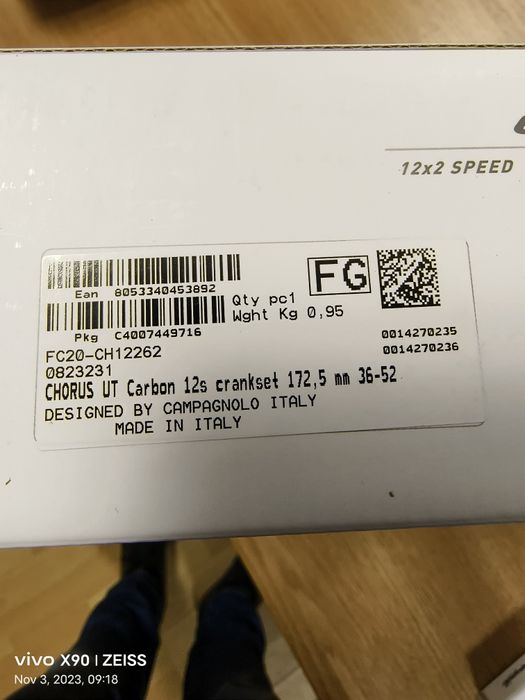 12x2 SPEED
FG
Ean 8053340453892
Qty pc1
Wght Kg 0,95
Pkg C4007449716
0014270235
0014270236
FC20-CH12262
0823231
CHORUS UT Carbon 12s crankset 172,5 mm 36-52
DESIGNED BY CAMPAGNOLO ITALY
MADE IN ITALY
vivo X90 | ZEISS
Nov 3, 2023, 09:18